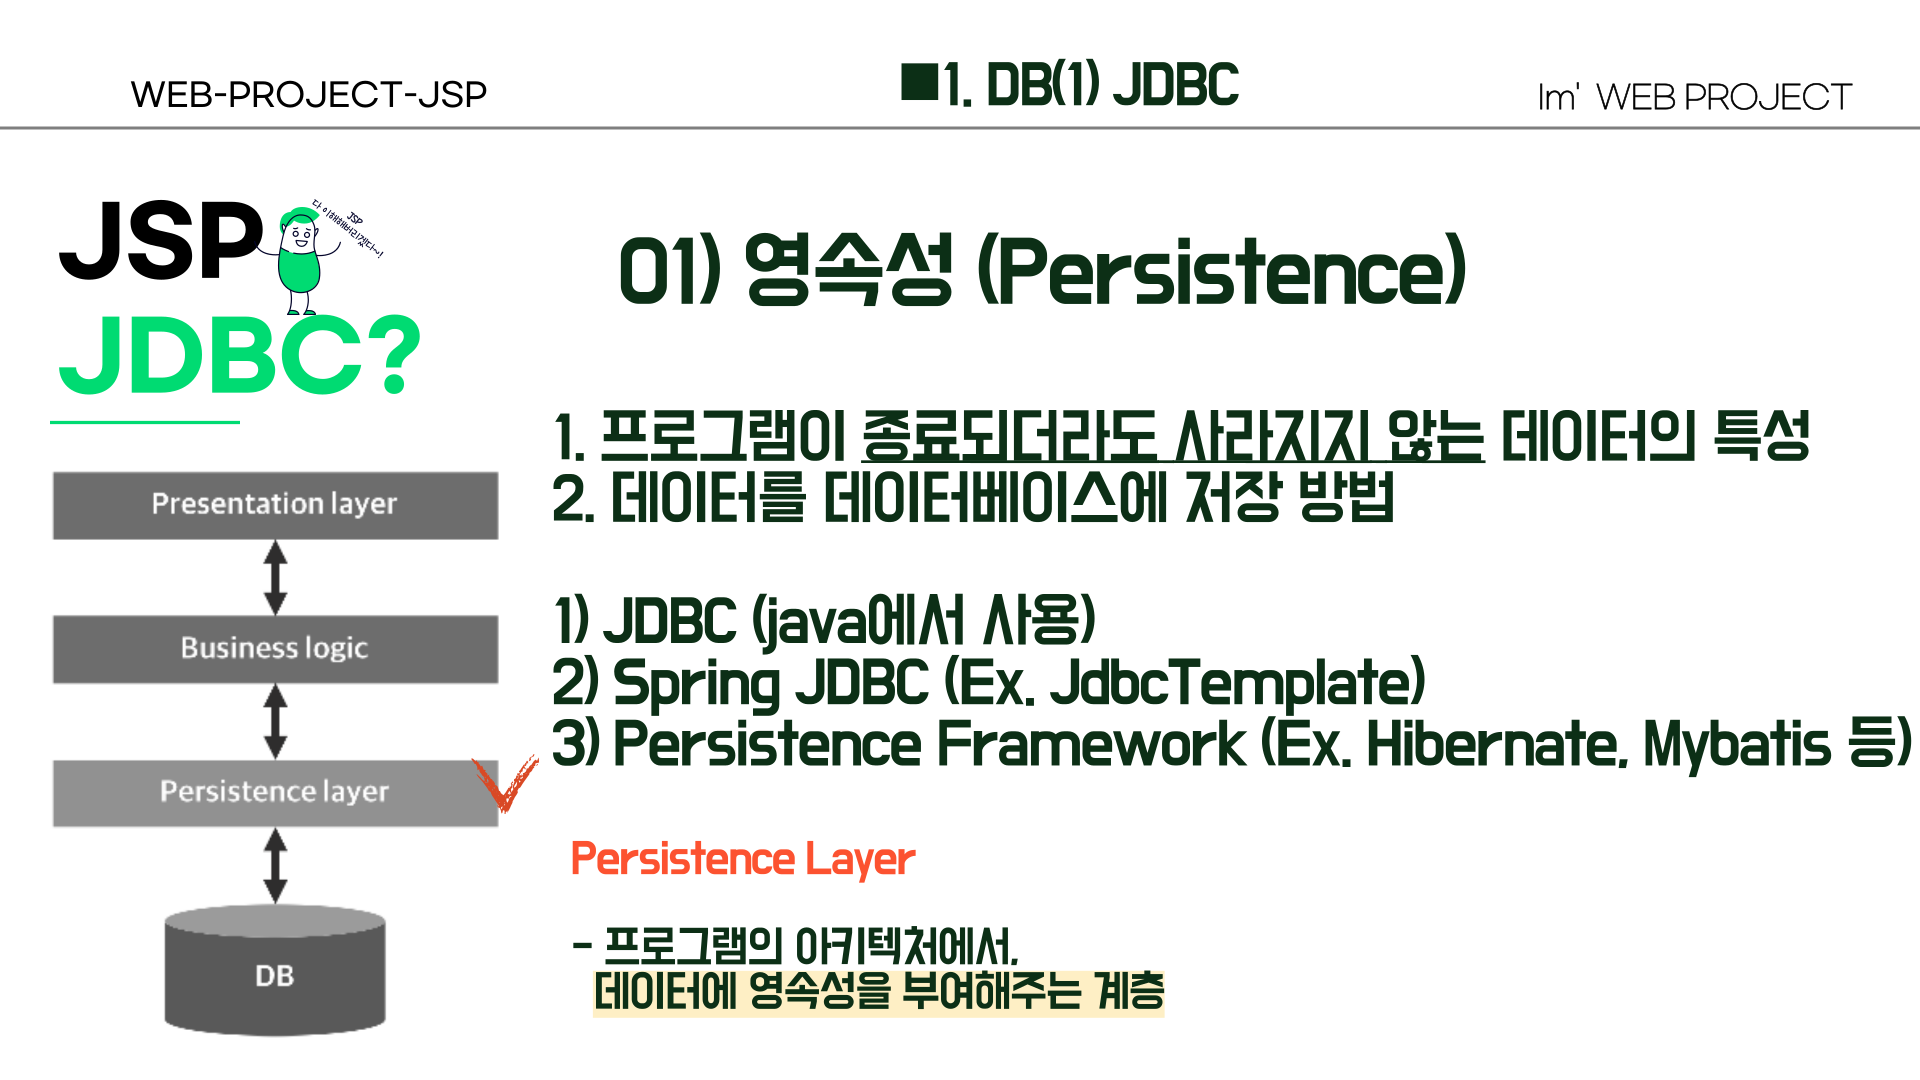 WEB-PROJECT-JSP
■1. DB(1) JDBC
Im' WEB PROJECT
JSP
JSP
다 이해해버리겠다~!
JDBC?
01) 영속성 (Persistence)
1. 프로그램이 종료되더라도 사라지지 않는 데이터의 특성
2. 데이터를 데이터베이스에 저장 방법
1) JDBC (java에서 사용)
2) Spring JDBC (Ex. JdbcTemplate)
3) Persistence Framework (Ex. Hibernate, Mybatis 등)
Presentation layer
Business logic
Persistence layer
DB
Persistence Layer
- 프로그램의 아키텍처에서,
데이터에 영속성을 부여해주는 계층